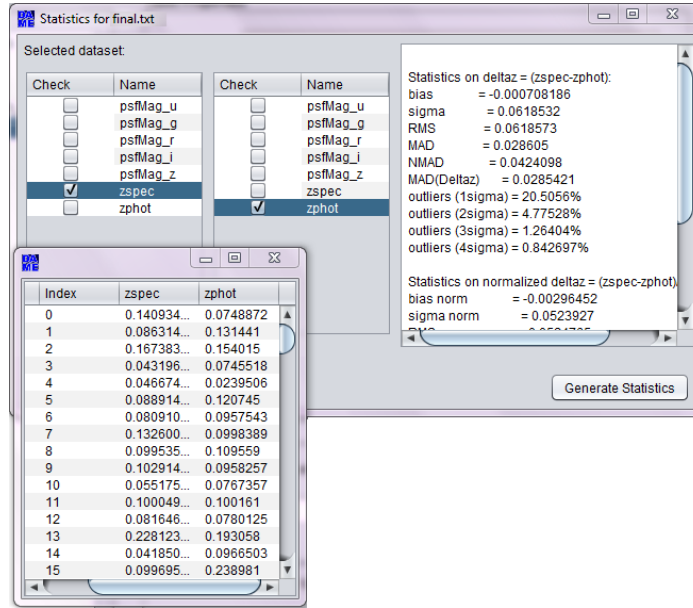 DAME
Statistics for final.txt
Selected dataset:
Check Name
psfMag_u
psfMag_g
psfMag_r
psfMag_i
psfMag_z
zspec
zphot
Check Name
psfMag_u
psfMag_g
psfMag_r
psfMag_i
psfMag_z
zspec
zphot
Statistics on deltaz = (zspec-zphot):
bias = -0.000708186
sigma = 0.0618532
RMS = 0.0618573
MAD = 0.028605
NMAD = 0.0424098
MAD(Deltaz) = 0.0285421
outliers (1sigma) = 20.5056%
outliers (2sigma) = 4.77528%
outliers (3sigma) = 1.26404%
outliers (4sigma) = 0.842697%
Statistics on normalized deltaz = (zspec-zphot)
bias norm = -0.00296452
sigma norm = 0.0523927
Generate Statistics
DAME
Index zspec zphot
0 0.140934... 0.0748872
1 0.086314... 0.131441
2 0.167383... 0.154015
3 0.043196... 0.0745518
4 0.046674... 0.0239506
5 0.088914... 0.120745
6 0.080910... 0.0957543
7 0.132600... 0.0998389
8 0.099535... 0.109559
9 0.102914... 0.0958257
10 0.055175... 0.0767357
11 0.100049... 0.100161
12 0.081646... 0.0780125
13 0.228123... 0.193058
14 0.041850... 0.0966503
15 0.099695... 0.238981